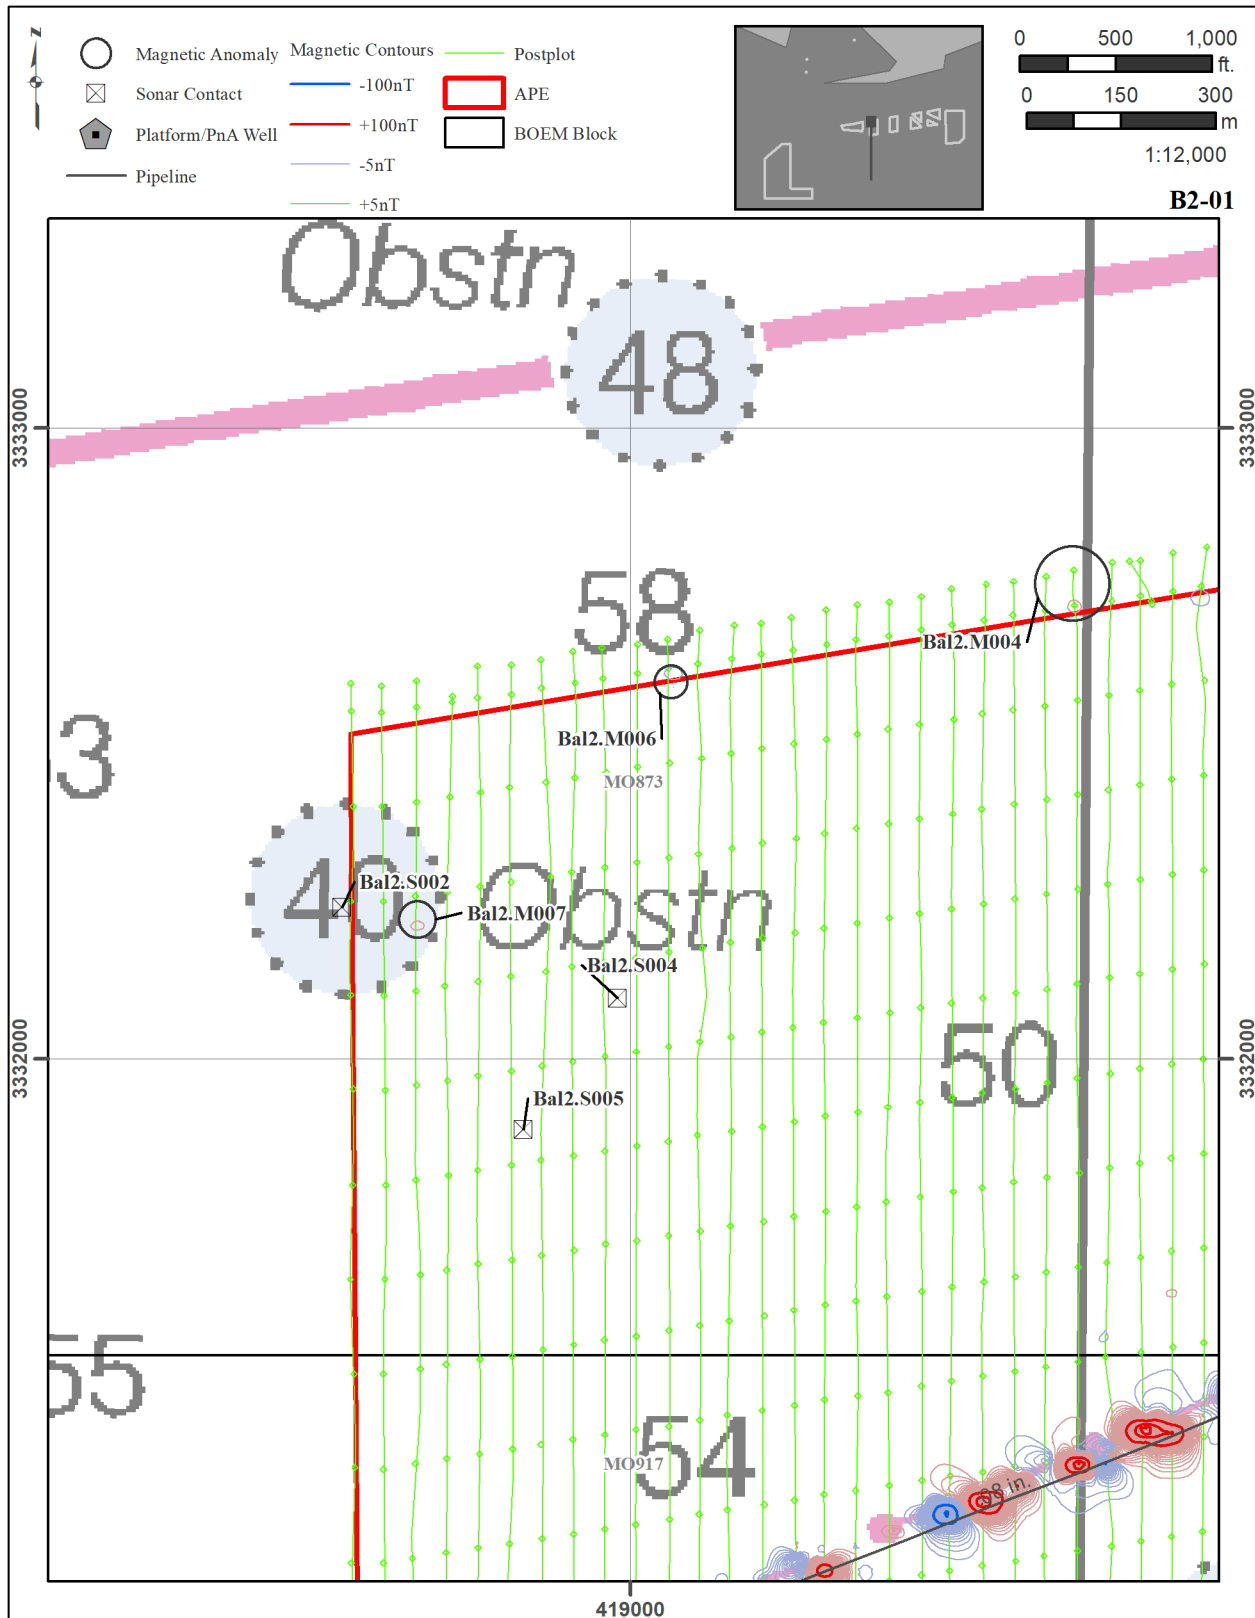 N
Magnetic Anomaly
Sonar Contact
Platform/PnA Well
Pipeline
Magnetic Contours
-100nT
+100nT
-5nT
+5nT
Postplot
APE
BOEM Block
0 500 1,000
ft.
0 150 300
m
1:12,000
B2-01
Obstn
48
3333000
3333000
58
Bal2.M004
Bal2.M006
MO873
3
40 Obstn
Bal2.S002
Bal2.M007
Bal2.S004
3332000
50
3332000
Bal2.S005
55
54
MO917
08 in.
419000